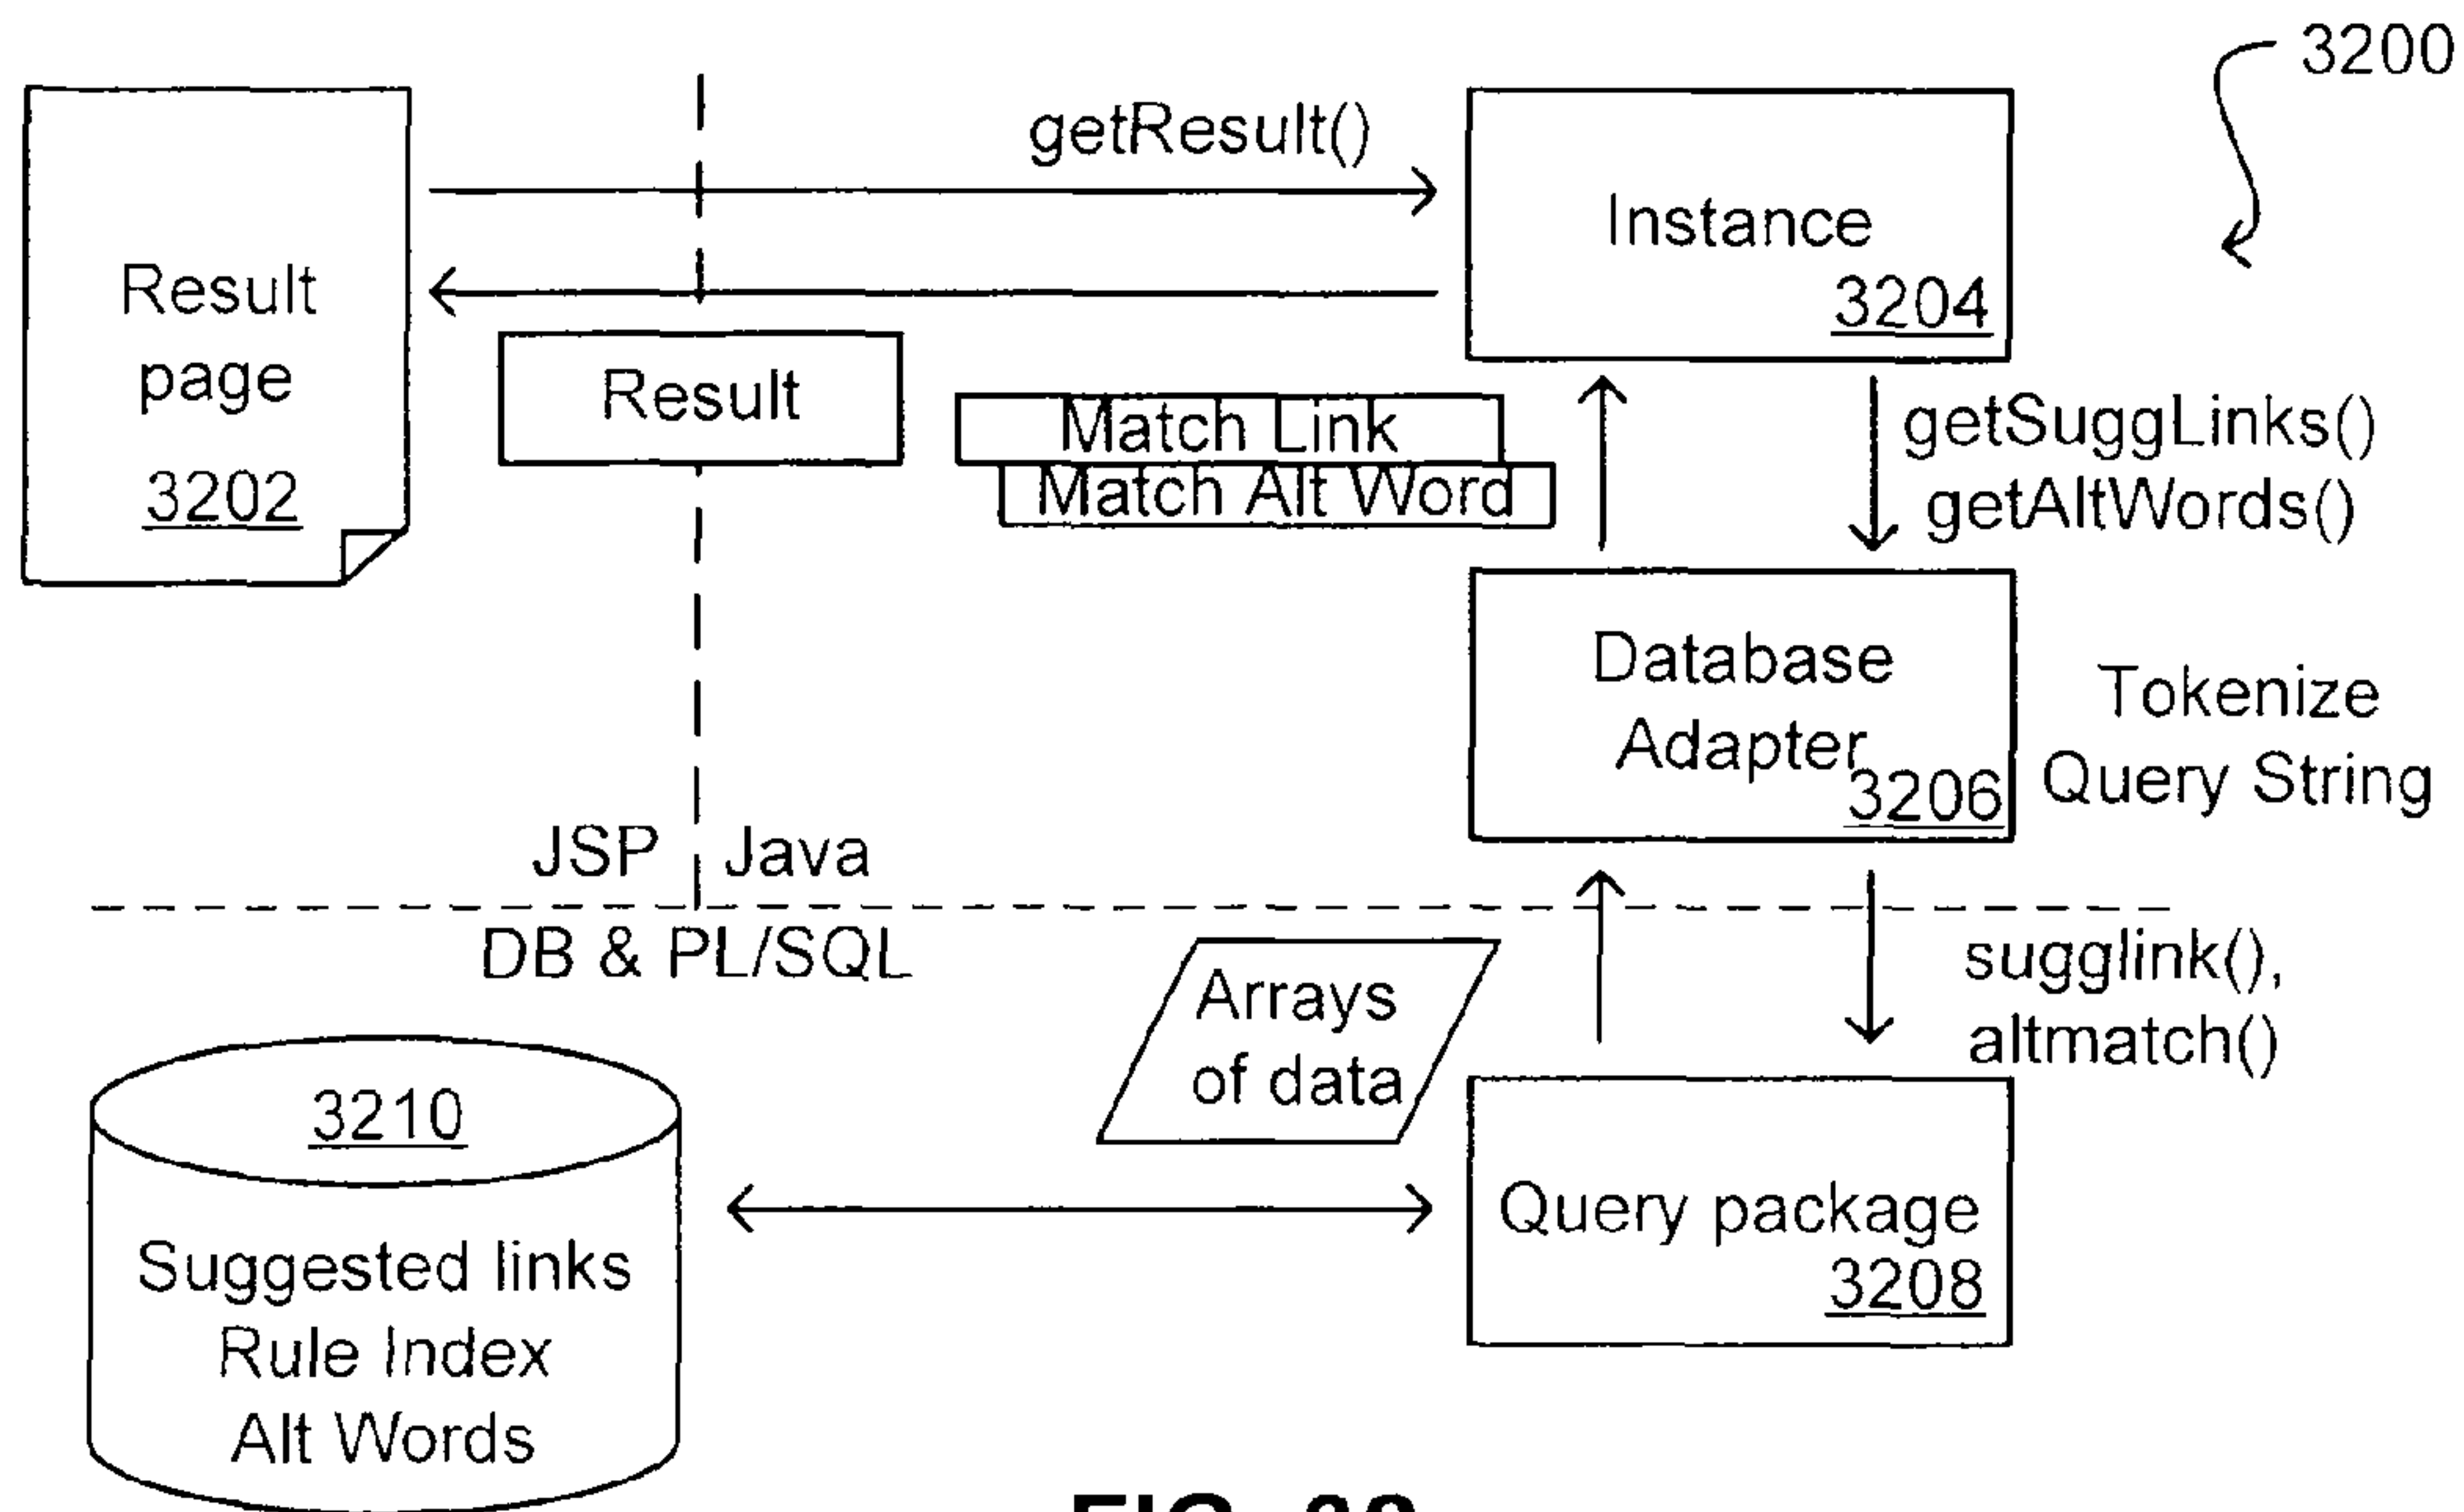 3200
getResult()
Instance
3204
Result
page
3202
Result
Match Link
Match Alt Word
getSuggLinks()
getAltWords()
Database
Adapter
3206
Tokenize
Query String
JSP
Java
DB & PL/SQL
sugglink(),
altmatch()
Arrays
of data
3210
Suggested links
Rule Index
Alt Words
Query package
3208
FIG.